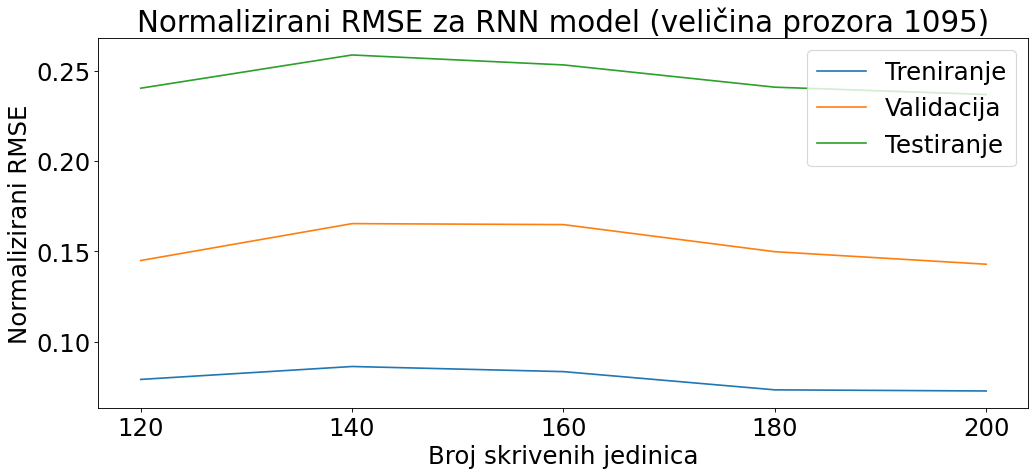 Normalizirani RMSE za RNN model (veličina prozora 1095)
Normalizirani RMSE
0.25
0.20
0.15
0.10
Treniranje
Validacija
Testiranje
120 140 160 180 200
Broj skrivenih jedinica